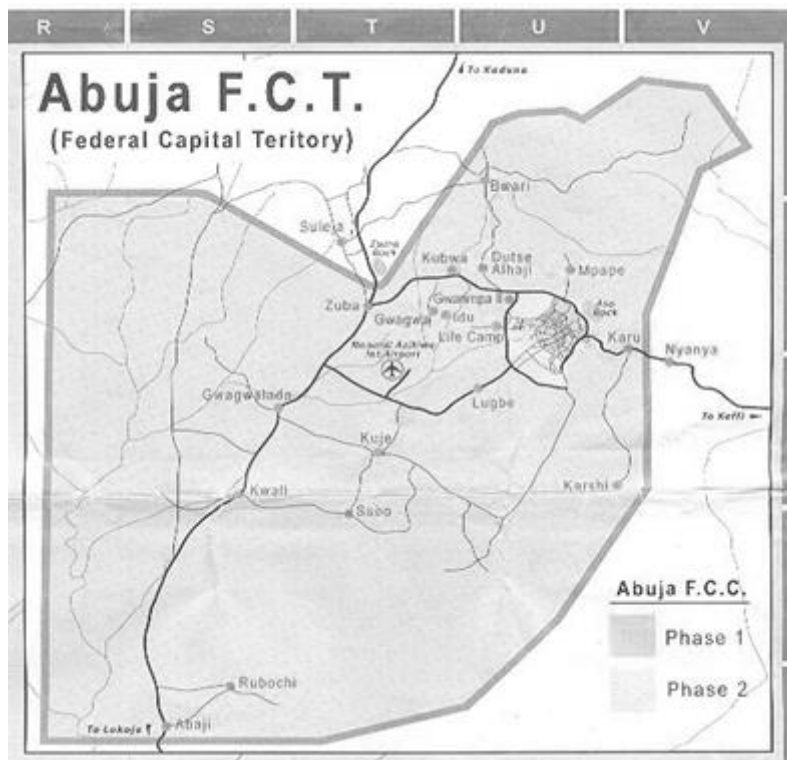 R S T U V
To Kaduna
Abuja F.C.T.
(Federal Capital Teritory)
Bwari
Suleja
Zuma
Rock
Kubwa
Dutse
Alhaji
Mpape
Zuba
Gwarimpa II
Gwagwa
Idu
Aso
Rock
Life Camp
Karu
Nnamdi Azikiwe
Int Airport
Nyanya
Gwagwalada
Lugbe
To Keffi
Kuje
Kwali
Karshi
Abuja F.C.C.
Phase 1
Phase 2
Rubochi
To Lokoja
Abaji